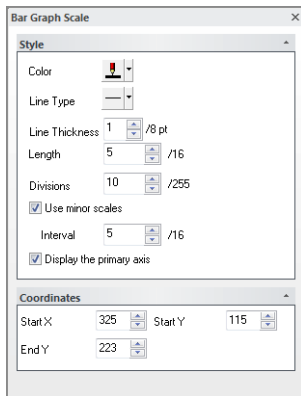 Bar Graph Scale
Style
Color
Line Type
Line Thickness 1 /8 pt
Length 5 /16
Divisions 10 /255
Use minor scales
Interval 5 /16
Display the primary axis
Coordinates
Start X 325 Start Y 115
End Y 223